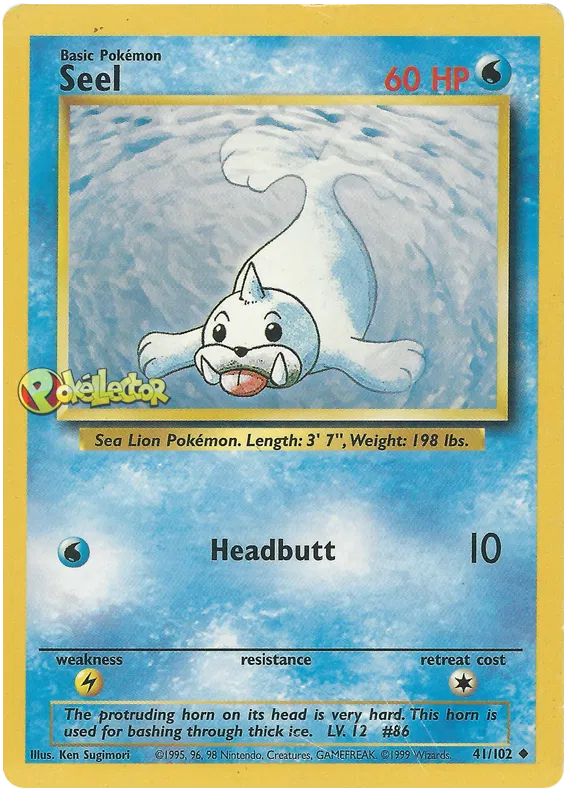 Basic Pokémon
Seel
60 HP
Pokéllector
Sea Lion Pokémon. Length: 3' 7", Weight: 198 lbs.
Headbutt 10
weakness resistance retreat cost
The protruding horn on its head is very hard. This horn is
used for bashing through thick ice. LV. 12 #86
Illus. Ken Sugimori ©1995, 96, 98 Nintendo, Creatures, GAMEFREAK. ©1999 Wizards. 41/102 ◆